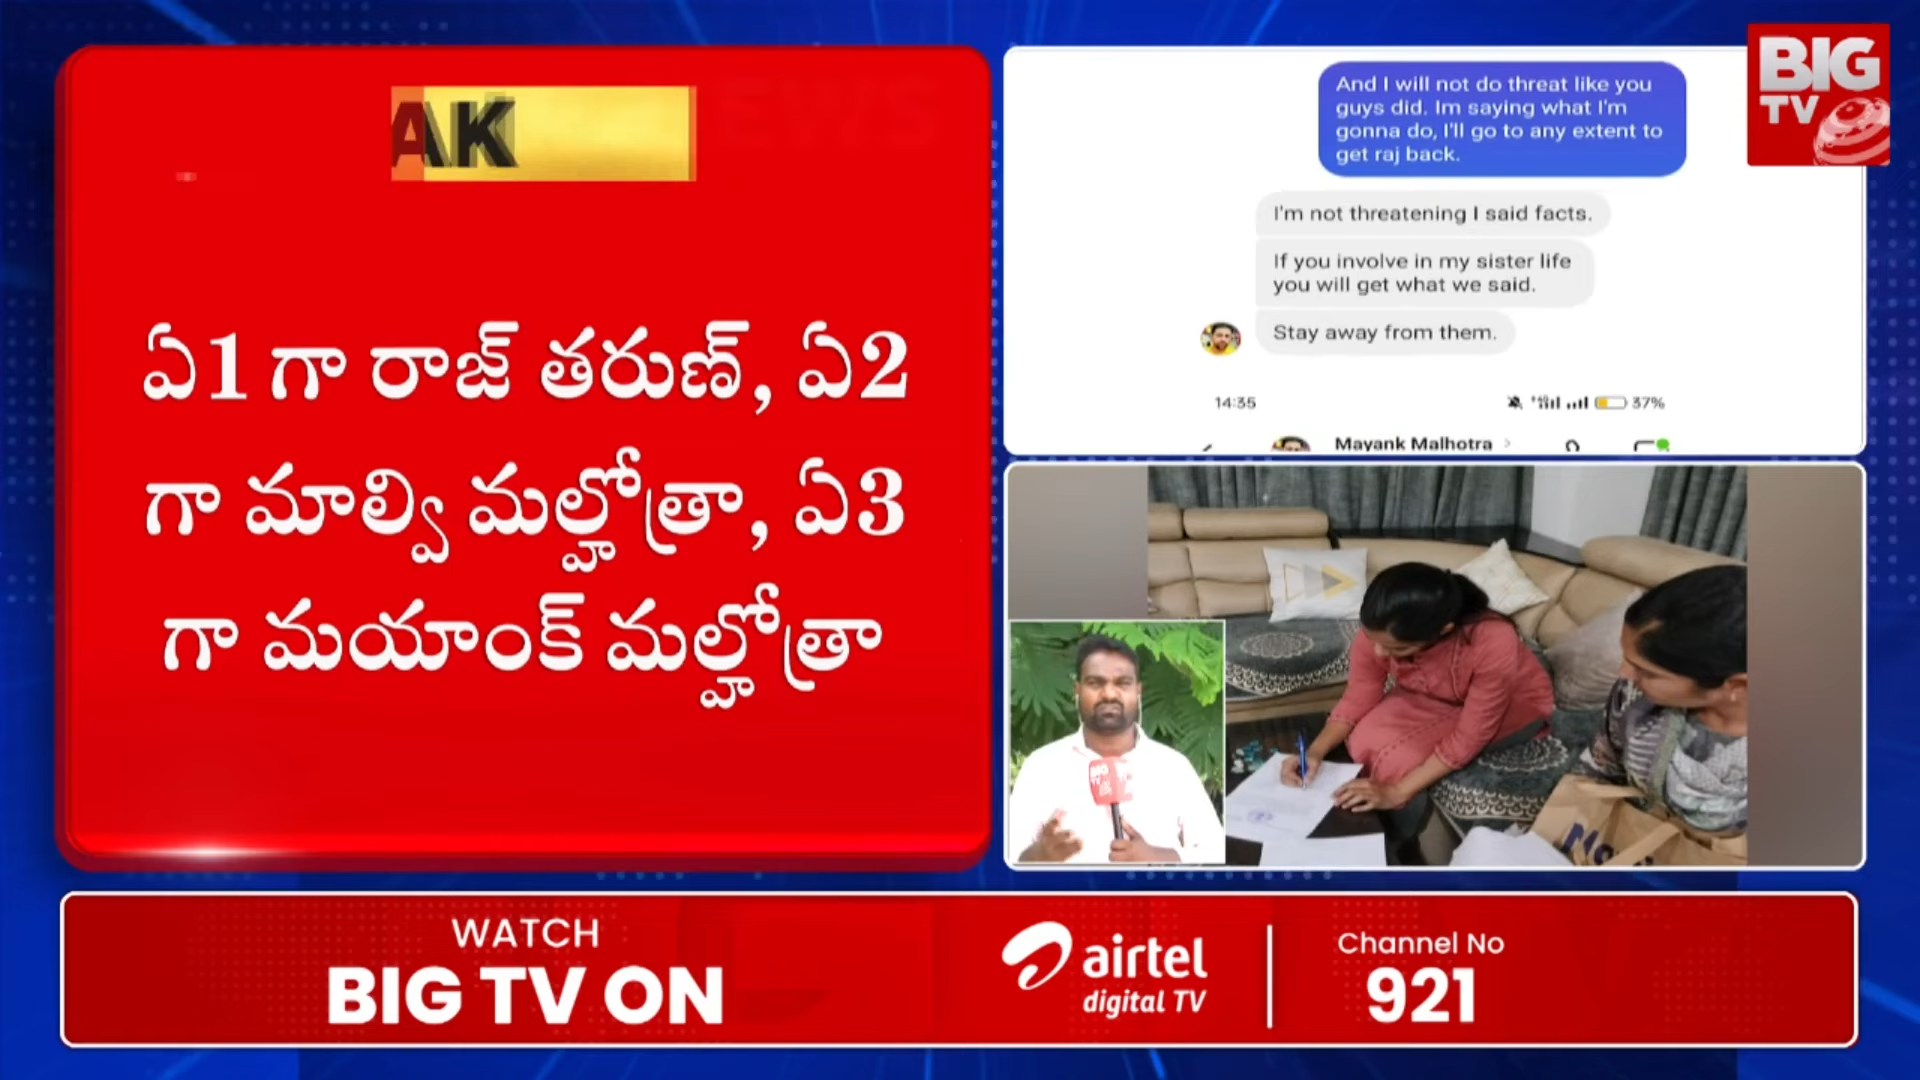 AK
ఏ1 గా రాజ్ తరుణ్, ఏ2
గా మాల్వి మల్హోత్రా, ఏ3
గా మయాంక్ మల్హోత్రా
And I will not do threat like you
guys did. Im saying what I'm
gonna do, I'll go to any extent to
get raj back.
I'm not threatening I said facts.
If you involve in my sister life
you will get what we said.
Stay away from them.
14:35
37%
Mayank Malhotra
BIG
TV
BIG
TV
WATCH
BIG TV ON
airtel
digital TV
Channel No
921